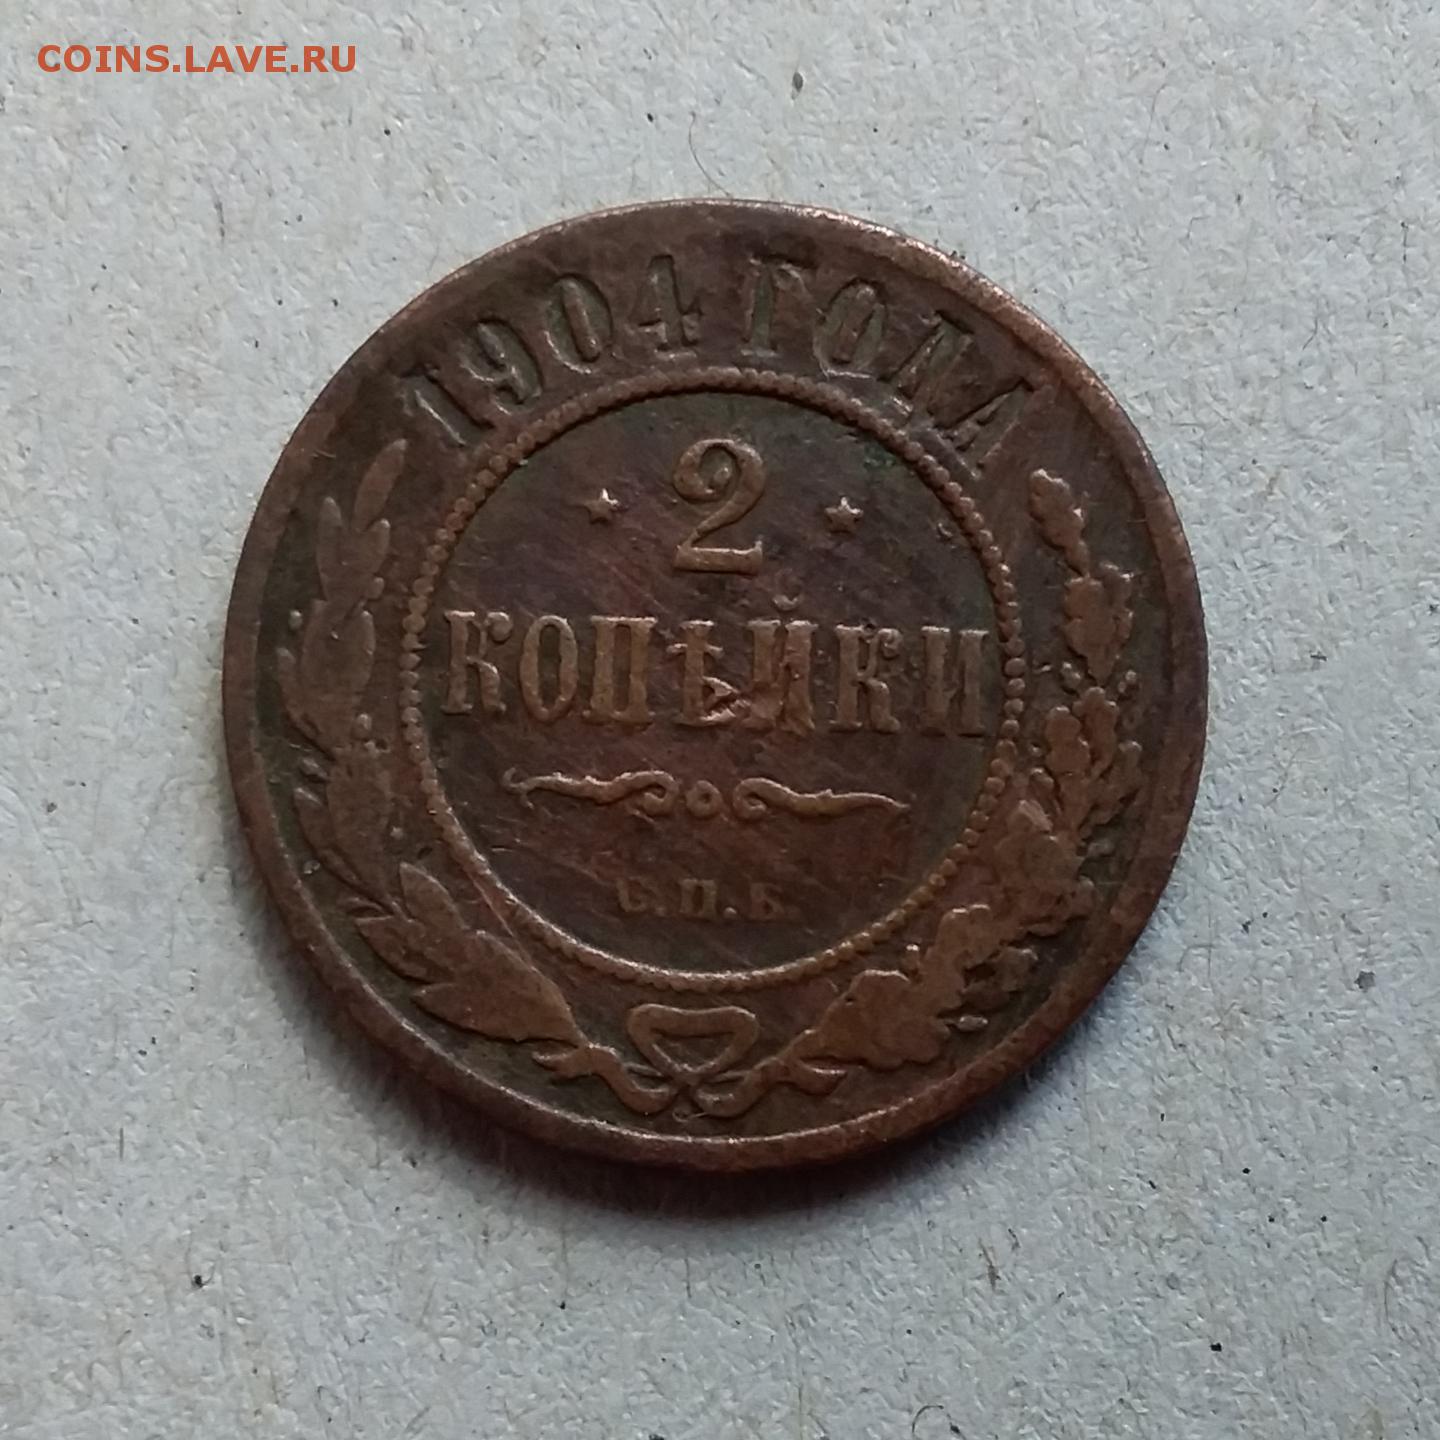 COINS.LAVE.RU
1904 ГОДА
2
КОПѢЙКИ
С.П.Б.